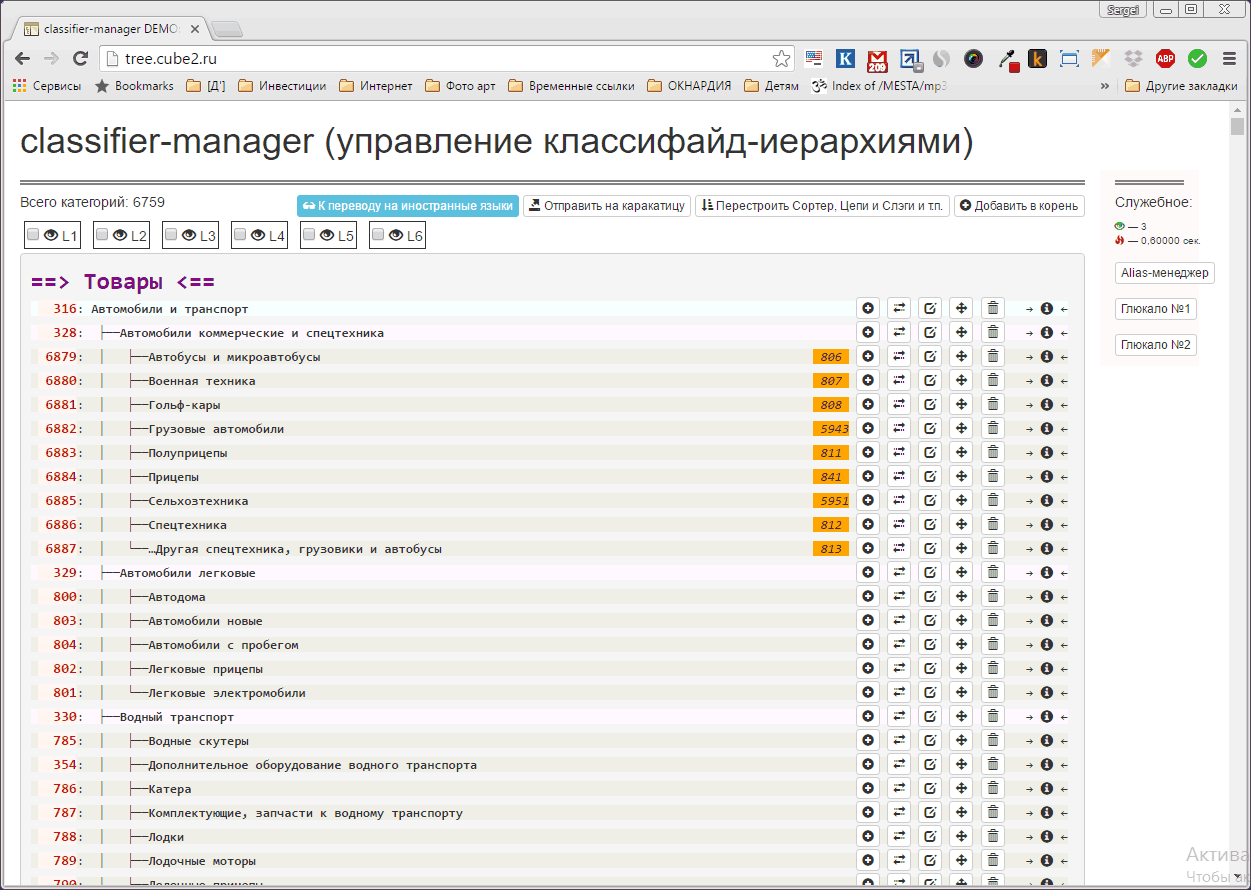 Sergei
classifier-manager DEMO
tree.cube2.ru
K
200
k
ABP
Сервисы
Bookmarks
[Д']
Инвестиции
Интернет
Фото арт
Временные ссылки
ОКНАРДИЯ
Детям
Index of /MESTA/mp3
»
Другие закладки
classifier-manager (управление классифайд-иерархиями)
Всего категорий: 6759
К переводу на иностранные языки
Отправить на каракатицу
Перестроить Сортер, Цепи и Слэги и т.п.
Добавить в корень
L1 L2 L3 L4 L5 L6
Служебное:
— 3
— 0,60000 сек.
Alias-менеджер
Глюкало №1
Глюкало №2
==> Товары <==
316: Автомобили и транспорт
328: Автомобили коммерческие и спецтехника
6879: Автобусы и микроавтобусы 806
6880: Военная техника 807
6881: Гольф-кары 808
6882: Грузовые автомобили 5943
6883: Полуприцепы 811
6884: Прицепы 841
6885: Сельхозтехника 5951
6886: Спецтехника 812
6887: …Другая спецтехника, грузовики и автобусы 813
329: Автомобили легковые
800: Автодома
803: Автомобили новые
804: Автомобили с пробегом
802: Легковые прицепы
801: Легковые электромобили
330: Водный транспорт
785: Водные скутеры
354: Дополнительное оборудование водного транспорта
786: Катера
787: Комплектующие, запчасти к водному транспорту
788: Лодки
789: Лодочные моторы
790: Лодочные прицепы
Актива
Чтобы ак